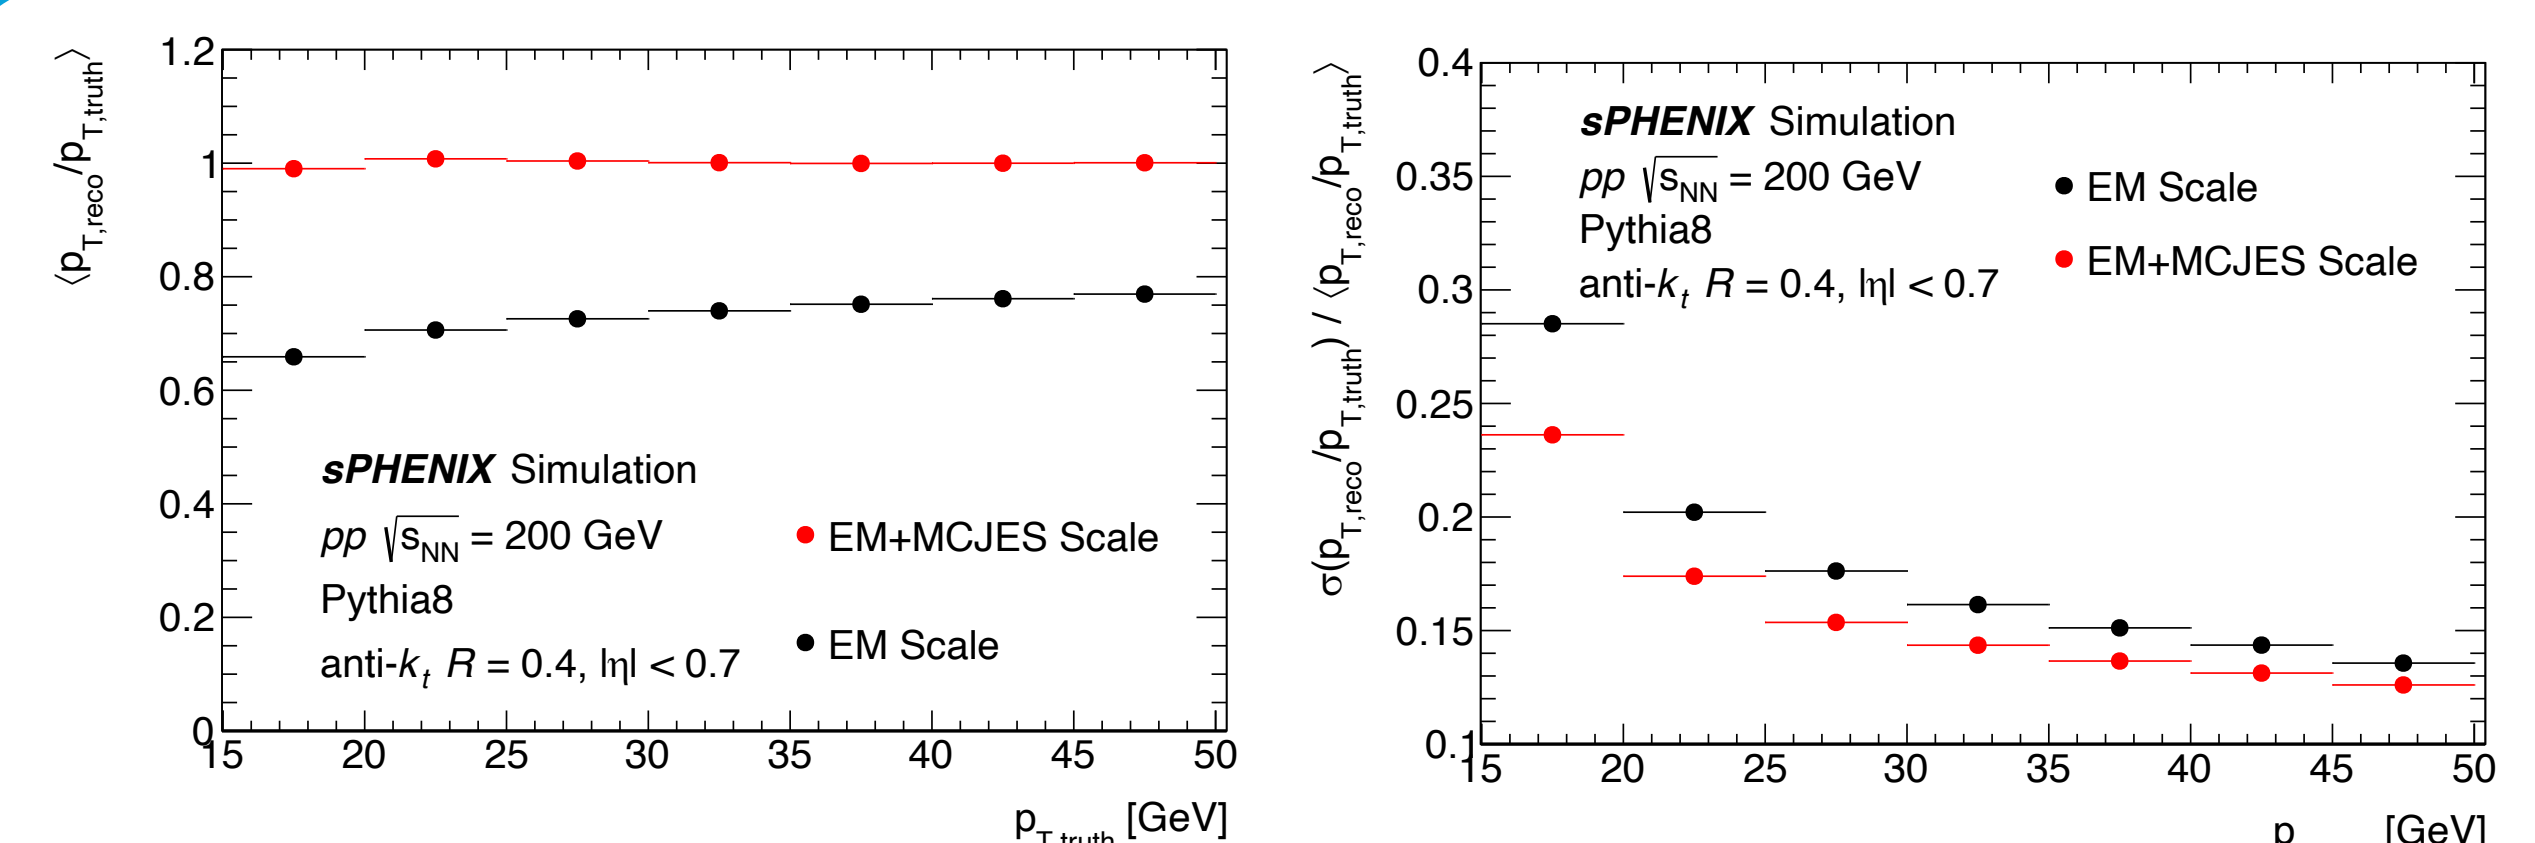 ⟨p_T,reco/p_T,truth⟩
1.2
1
0.8
0.6
0.4
0.2
0
sPHENIX Simulation
pp √s_NN = 200 GeV
Pythia8
anti-k_t R = 0.4, |η| < 0.7
EM+MCJES Scale
EM Scale
15 20 25 30 35 40 45 50
p_T,truth [GeV]
σ(p_T,reco/p_T,truth) / ⟨p_T,reco/p_T,truth⟩
0.4
0.35
0.3
0.25
0.2
0.15
0.1
sPHENIX Simulation
pp √s_NN = 200 GeV
Pythia8
anti-k_t R = 0.4, |η| < 0.7
EM Scale
EM+MCJES Scale
15 20 25 30 35 40 45 50
p [GeV]